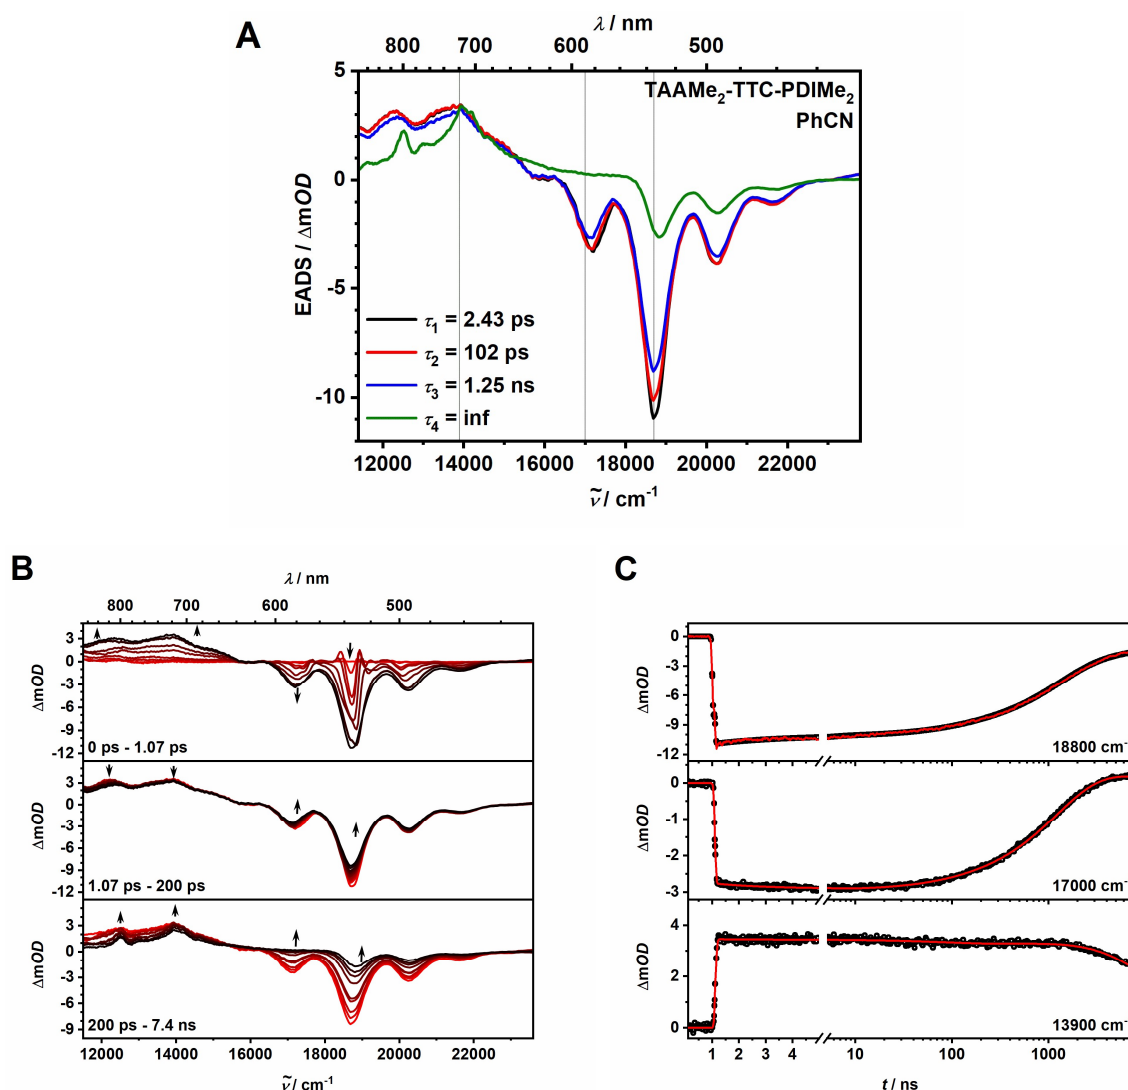 A
λ / nm
800 700 600 500
TAAMe₂-TTC-PDIMe₂
PhCN
EADS / ΔmOD
5
0
-5
-10
τ₁ = 2.43 ps
τ₂ = 102 ps
τ₃ = 1.25 ns
τ₄ = inf
12000 14000 16000 18000 20000 22000
ṽ / cm⁻¹
B
λ / nm
800 700 600 500
ΔmOD
3
0
-3
-6
-9
-12
0 ps - 1.07 ps
ΔmOD
3
0
-3
-6
-9
-12
1.07 ps - 200 ps
ΔmOD
3
0
-3
-6
-9
200 ps - 7.4 ns
12000 14000 16000 18000 20000 22000
ṽ / cm⁻¹
C
ΔmOD
0
-3
-6
-9
-12
18800 cm⁻
ΔmOD
0
-1
-2
-3
17000 cm⁻
ΔmOD
4
2
0
13900 cm⁻
1 2 3 4 10 100 1000
t / ns